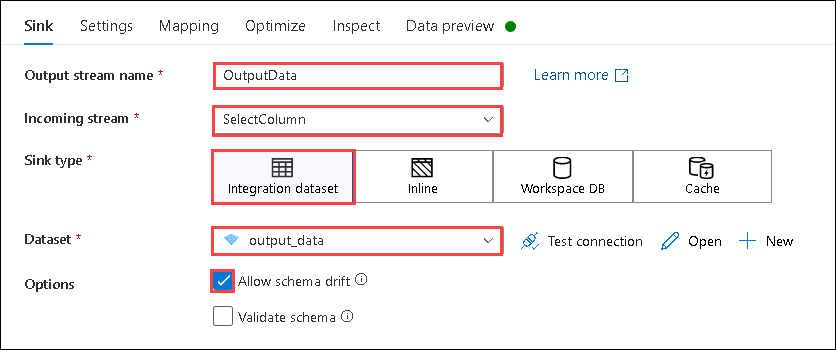 Sink Settings Mapping Optimize Inspect Data preview
Output stream name * OutputData Learn more
Incoming stream * SelectColumn
Sink type *
Integration dataset Inline Workspace DB Cache
Dataset * output_data Test connection Open New
Options Allow schema drift
Validate schema